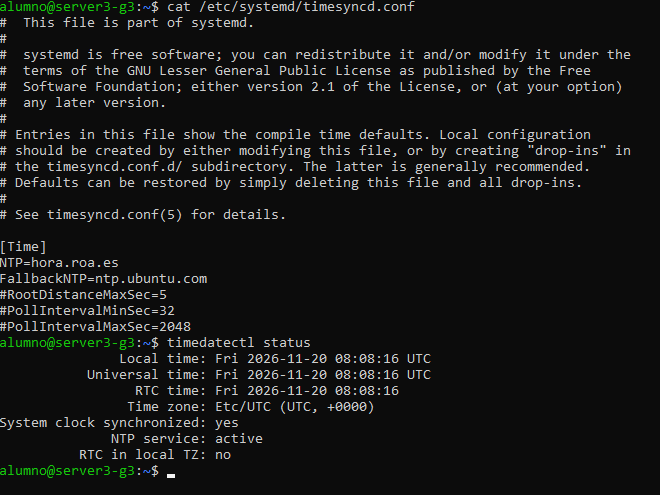 alumno@server3-g3:~$ cat /etc/systemd/timesyncd.conf
#  This file is part of systemd.
#
#  systemd is free software; you can redistribute it and/or modify it under the
#  terms of the GNU Lesser General Public License as published by the Free
#  Software Foundation; either version 2.1 of the License, or (at your option)
#  any later version.
#
# Entries in this file show the compile time defaults. Local configuration
# should be created by either modifying this file, or by creating "drop-ins" in
# the timesyncd.conf.d/ subdirectory. The latter is generally recommended.
# Defaults can be restored by simply deleting this file and all drop-ins.
#
# See timesyncd.conf(5) for details.

[Time]
NTP=hora.roa.es
FallbackNTP=ntp.ubuntu.com
#RootDistanceMaxSec=5
#PollIntervalMinSec=32
#PollIntervalMaxSec=2048
alumno@server3-g3:~$ timedatectl status
               Local time: Fri 2026-11-20 08:08:16 UTC
           Universal time: Fri 2026-11-20 08:08:16 UTC
                 RTC time: Fri 2026-11-20 08:08:16
                Time zone: Etc/UTC (UTC, +0000)
System clock synchronized: yes
              NTP service: active
          RTC in local TZ: no
alumno@server3-g3:~$